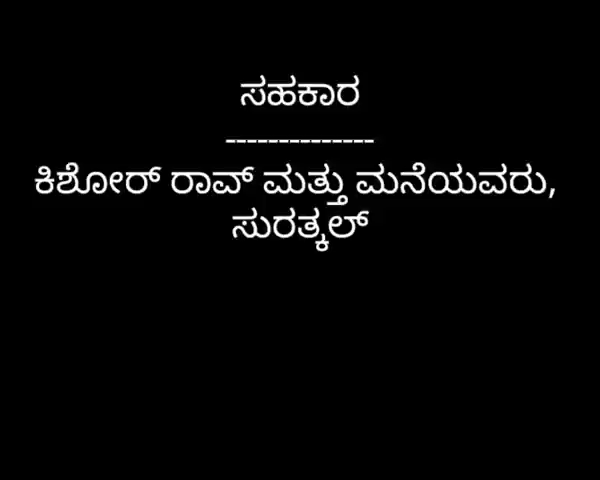 ಸಹಕಾರ
---------------
ಕಿಶೋರ್ ರಾವ್ ಮತ್ತು ಮನೆಯವರು,
ಸುರತ್ಕಲ್